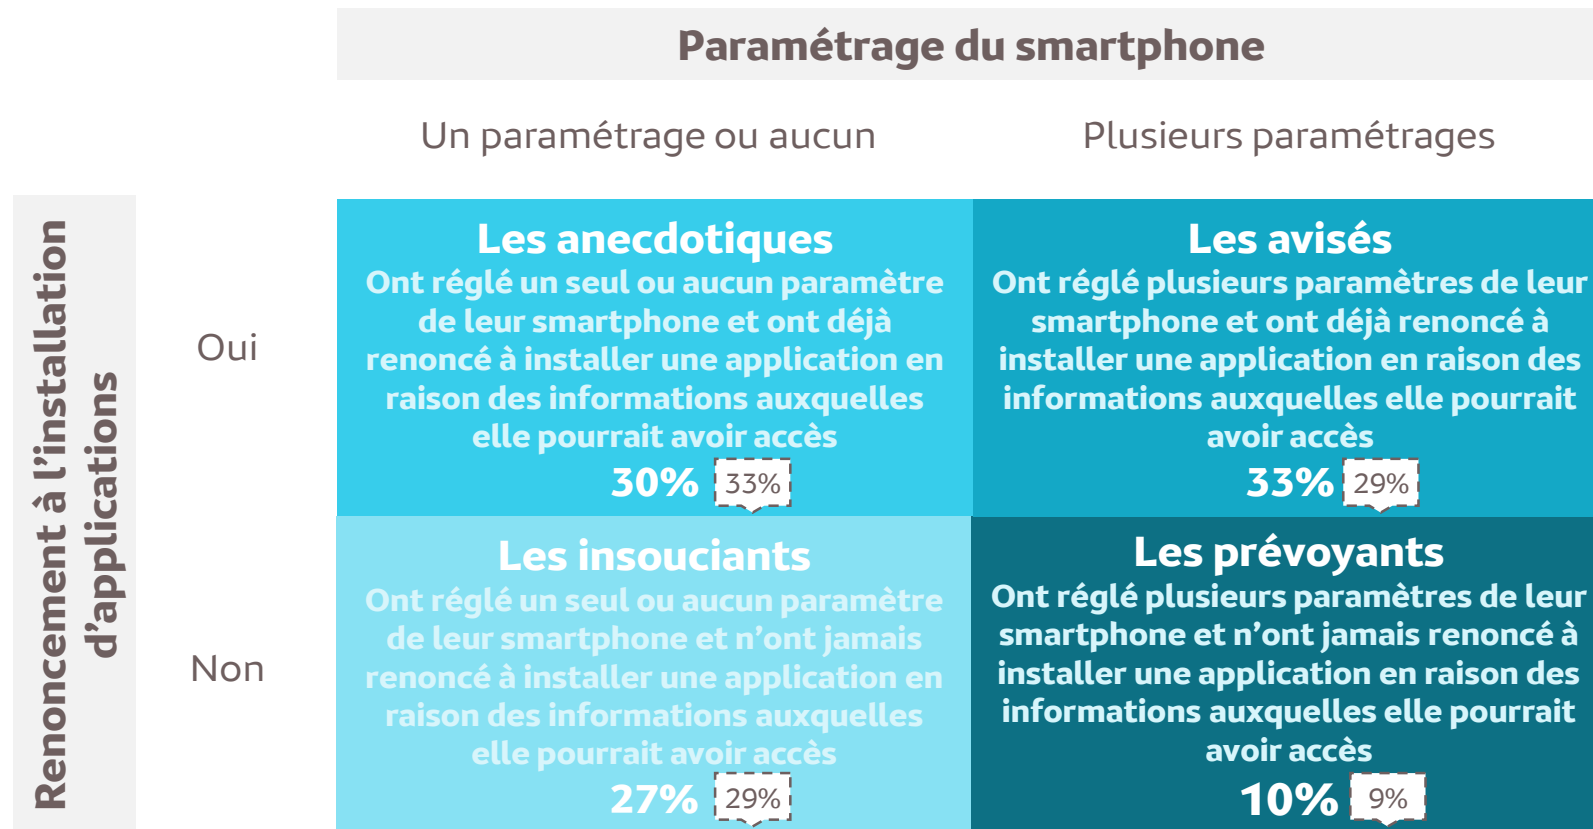 Paramétrage du smartphone
Un paramétrage ou aucun
Plusieurs paramétrages
Renoncement à l'installation
d'applications
Oui
Les anecdotiques
Ont réglé un seul ou aucun paramètre
de leur smartphone et ont déjà
renoncé à installer une application en
raison des informations auxquelles
elle pourrait avoir accès
30% 33%
Les avisés
Ont réglé plusieurs paramètres de leur
smartphone et ont déjà renoncé à
installer une application en raison des
informations auxquelles elle pourrait
avoir accès
33% 29%
Non
Les insouciants
Ont réglé un seul ou aucun paramètre
de leur smartphone et n'ont jamais
renoncé à installer une application en
raison des informations auxquelles
elle pourrait avoir accès
27% 29%
Les prévoyants
Ont réglé plusieurs paramètres de leur
smartphone et n'ont jamais renoncé à
installer une application en raison des
informations auxquelles elle pourrait
avoir accès
10% 9%